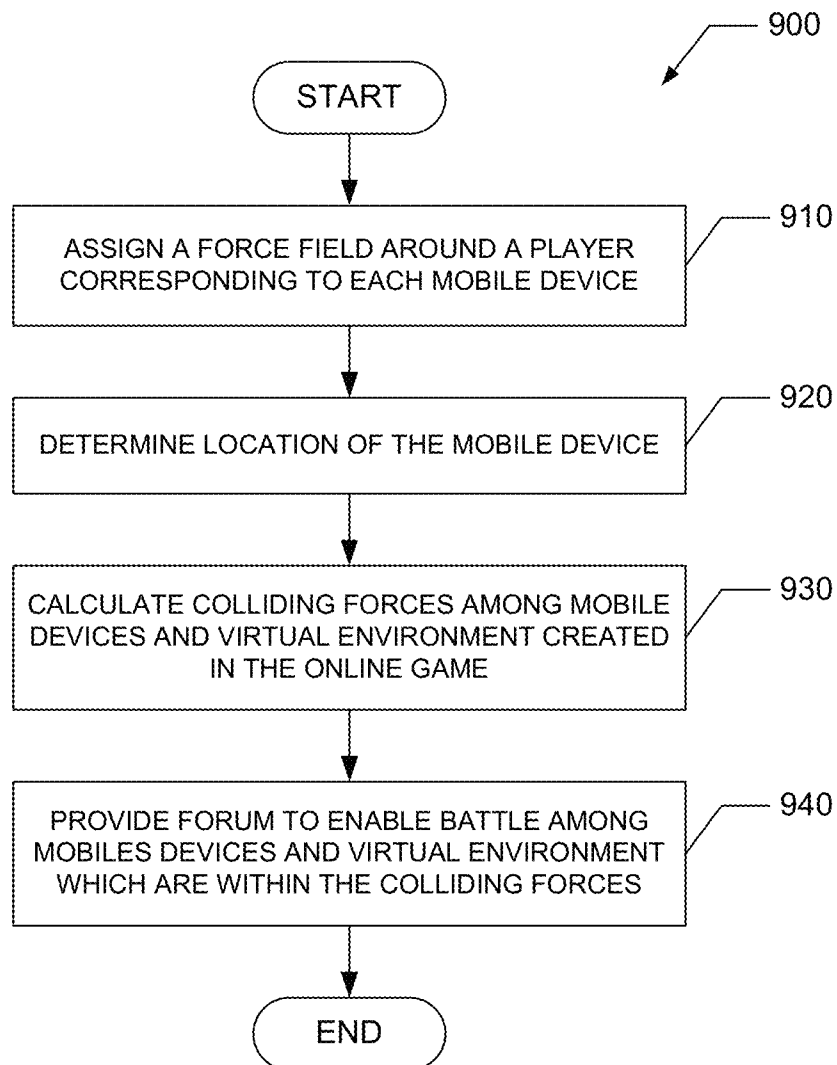 900
START
910
ASSIGN A FORCE FIELD AROUND A PLAYER
CORRESPONDING TO EACH MOBILE DEVICE
920
DETERMINE LOCATION OF THE MOBILE DEVICE
930
CALCULATE COLLIDING FORCES AMONG MOBILE
DEVICES AND VIRTUAL ENVIRONMENT CREATED
IN THE ONLINE GAME
940
PROVIDE FORUM TO ENABLE BATTLE AMONG
MOBILES DEVICES AND VIRTUAL ENVIRONMENT
WHICH ARE WITHIN THE COLLIDING FORCES
END